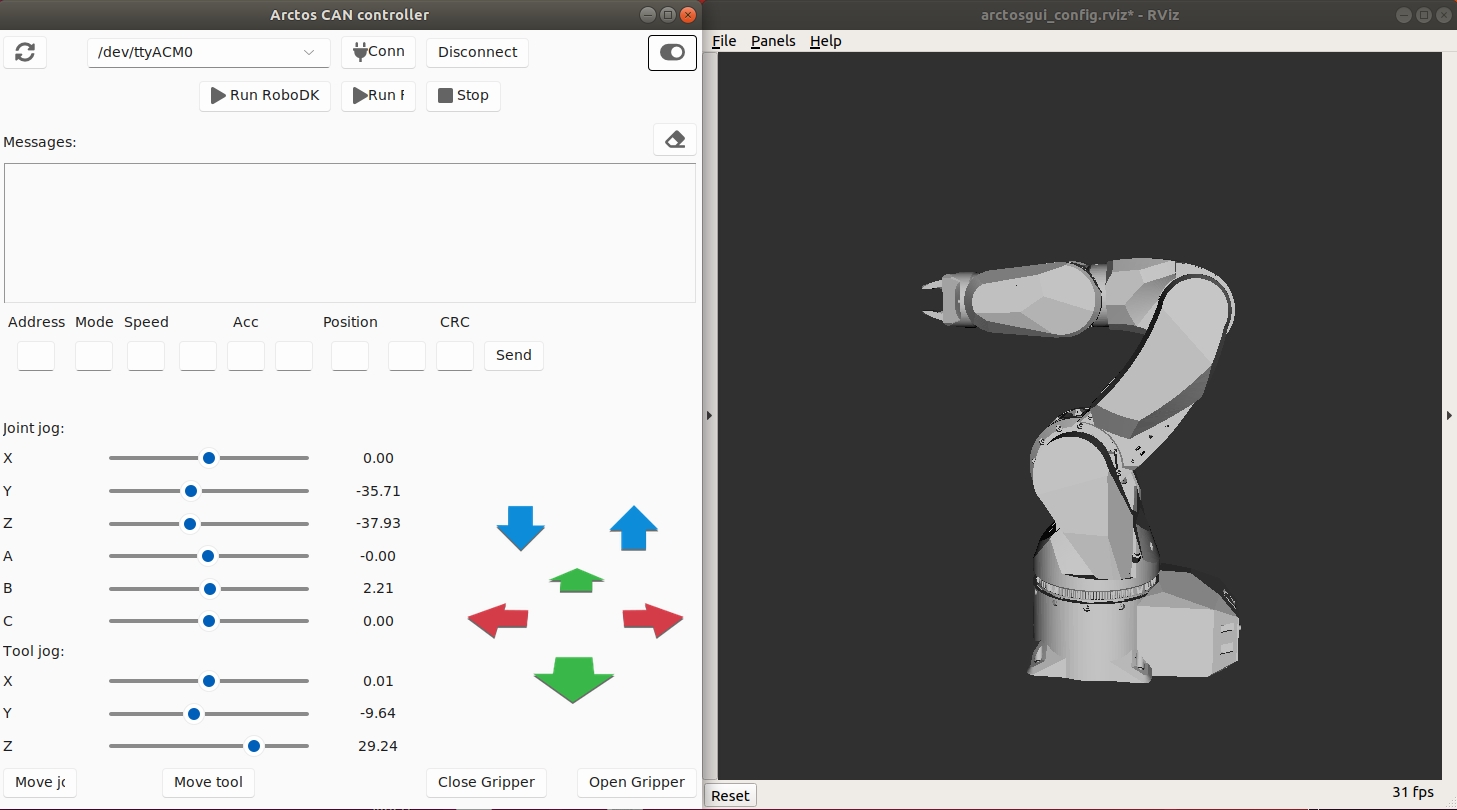 Arctos CAN controller
arctosgui_config.rviz* - RViz
File Panels Help
/dev/ttyACM0
Conn
Disconnect
Run RoboDK
Run F
Stop
Messages:
Address Mode Speed Acc Position CRC
Send
Joint jog:
X 0.00
Y -35.71
Z -37.93
A -0.00
B 2.21
C 0.00
Tool jog:
X 0.01
Y -9.64
Z 29.24
Move jo
Move tool
Close Gripper
Open Gripper
Reset
31 fps